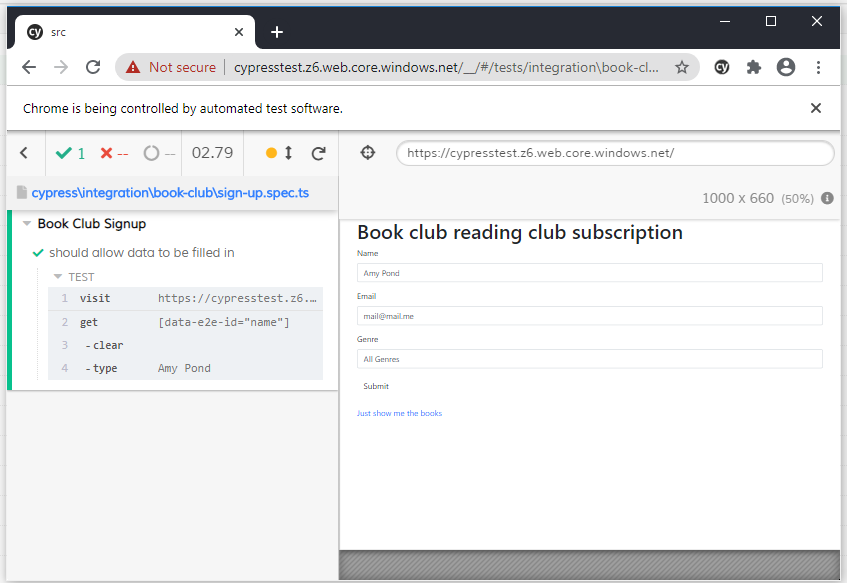 cy src
Not secure cypresstest.z6.web.core.windows.net/__/#/tests/integration\book-cl... cy
Chrome is being controlled by automated test software.
1 -- -- 02.79
https://cypresstest.z6.web.core.windows.net/
cypress\integration\book-club\sign-up.spec.ts
1000 x 660 (50%) i
Book Club Signup
should allow data to be filled in
TEST
1 visit https://cypresstest.z6....
2 get [data-e2e-id="name"]
3 -clear
4 -type Amy Pond
Book club reading club subscription
Name
Amy Pond
Email
mail@mail.me
Genre
All Genres
Submit
Just show me the books